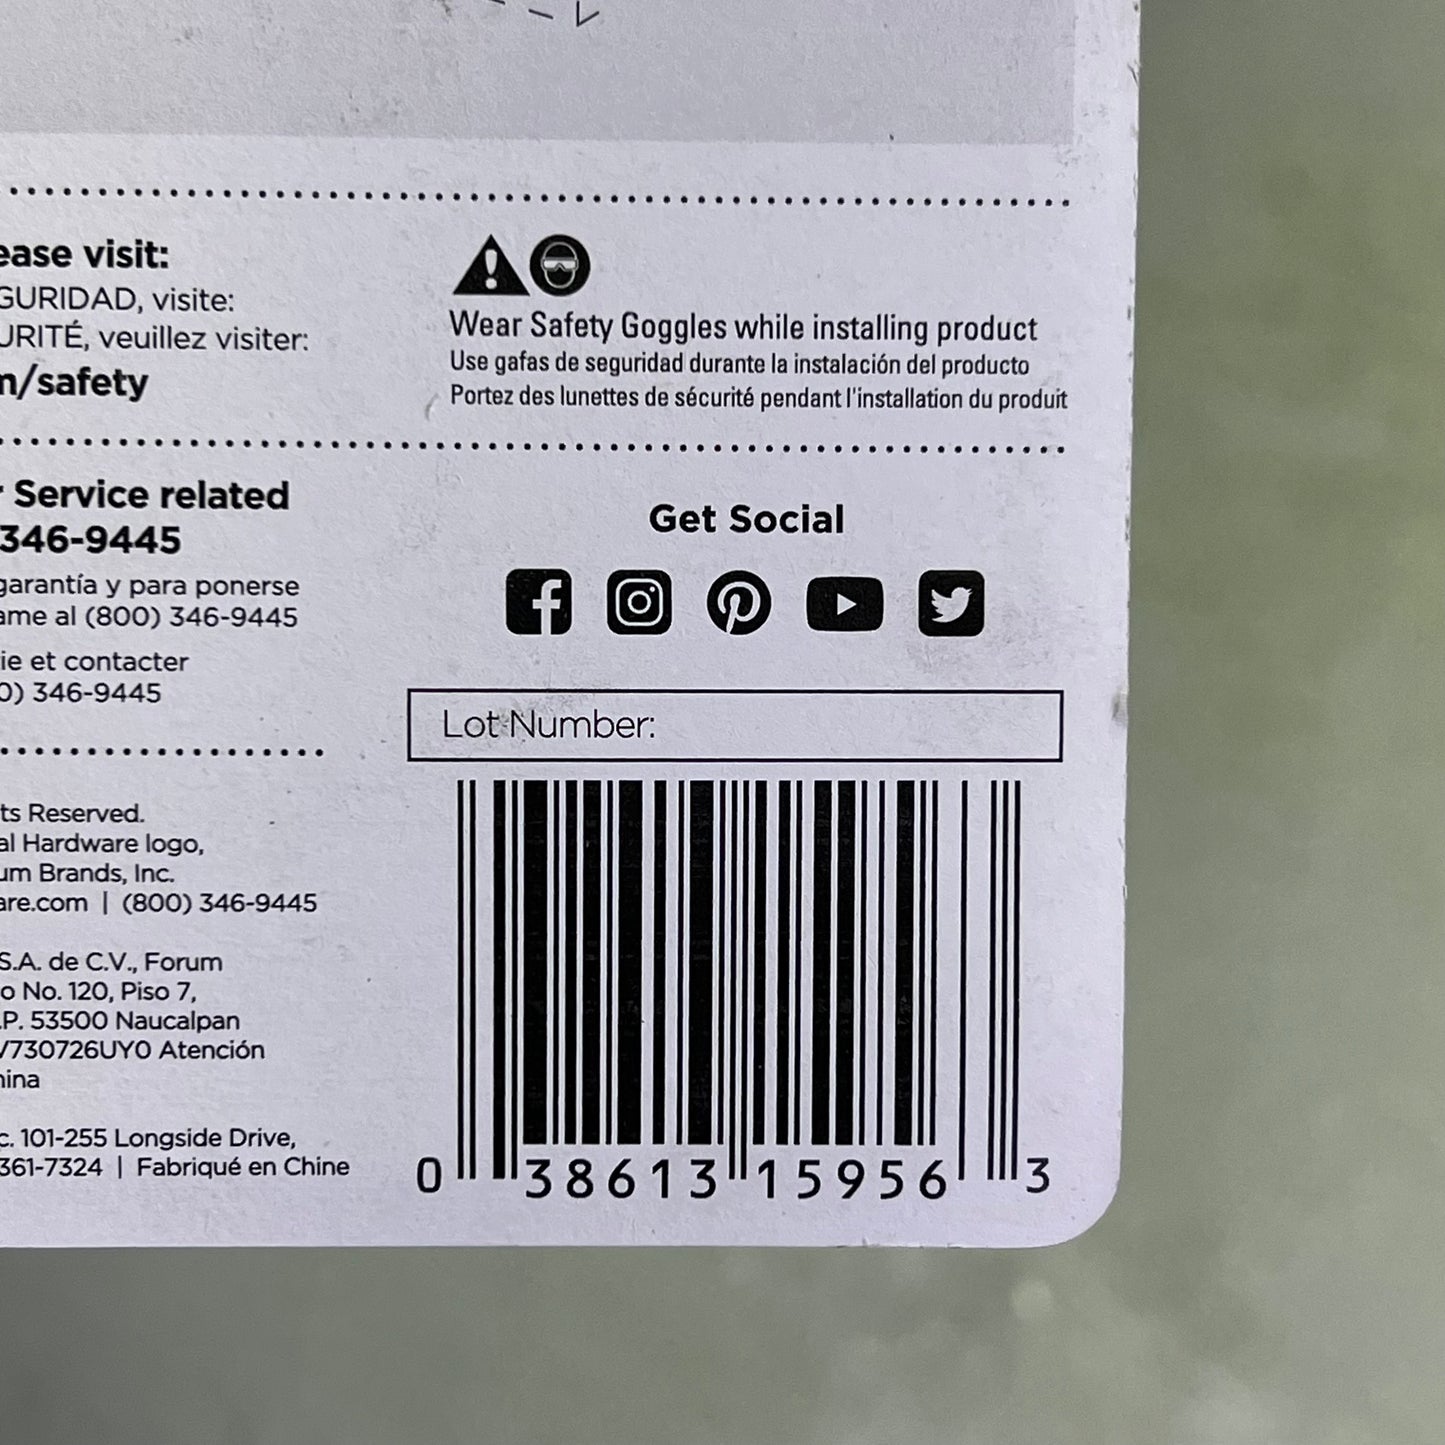 ease visit:
GURIDAD, visite:
URITÉ, veuillez visiter:
m/safety
Wear Safety Goggles while installing product
Use gafas de seguridad durante la instalación del producto
Portez des lunettes de sécurité pendant l'installation du produit
r Service related
346-9445
garantía y para ponerse
ame al (800) 346-9445
ie et contacter
0) 346-9445
Get Social
Lot Number:
ts Reserved.
al Hardware logo,
um Brands, Inc.
are.com | (800) 346-9445
S.A. de C.V., Forum
o No. 120, Piso 7,
.P. 53500 Naucalpan
V730726UY0 Atención
hina
c. 101-255 Longside Drive,
361-7324 | Fabriqué en Chine
0 38613 15956 3